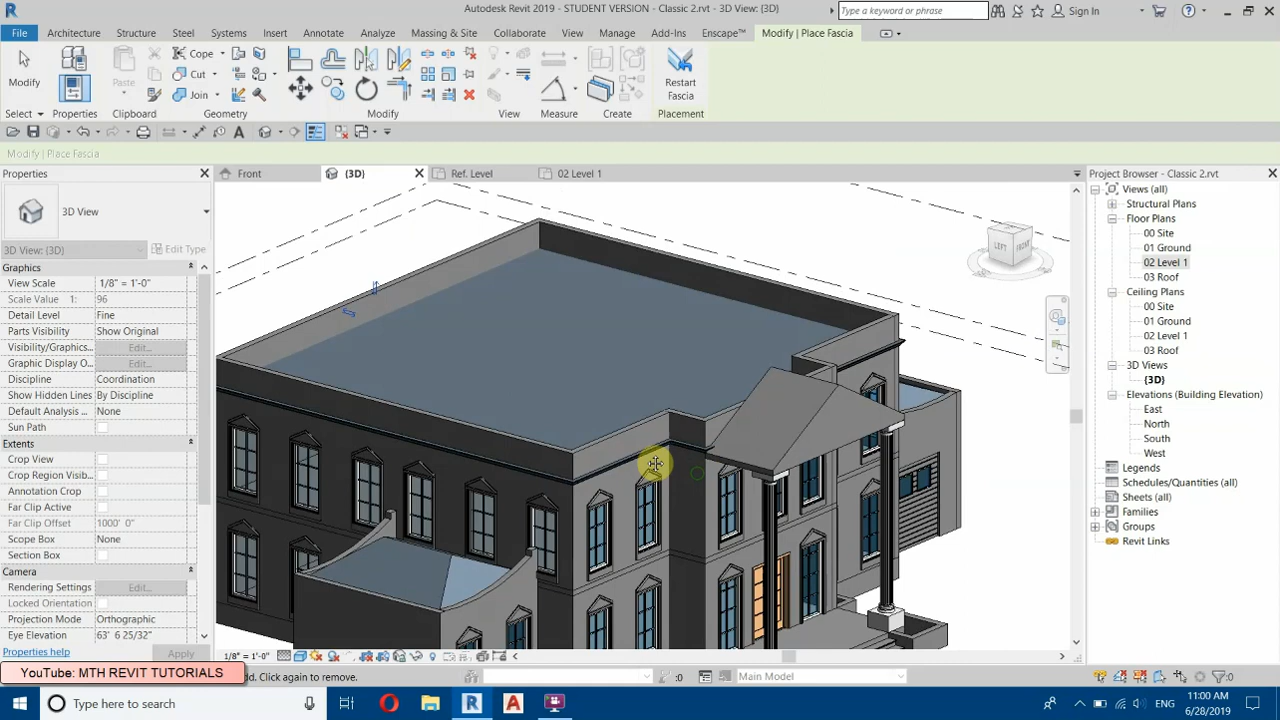 Autodesk Revit 2019 - STUDENT VERSION - Classic 2.rvt - 3D View: {3D}
Type a keyword or phrase
Sign In
File Architecture Structure Steel Systems Insert Annotate Analyze Massing & Site Collaborate View Manage Add-Ins Enscape™ Modify | Place Fascia
Modify
Paste
Cope
Cut
Join
Restart Fascia
Select Properties Clipboard Geometry Modify View Measure Create Placement
Modify | Place Fascia
Properties
Front
{3D}
Ref. Level
02 Level 1
Project Browser - Classic 2.rvt
3D View
3D View: {3D}
Edit Type
Graphics
View Scale 1/8" = 1'-0"
Scale Value 1: 96
Detail Level Fine
Parts Visibility Show Original
Visibility/Graphics... Edit...
Graphic Display O... Edit...
Discipline Coordination
Show Hidden Lines By Discipline
Default Analysis ... None
Sun Path
Extents
Crop View
Crop Region Visib...
Annotation Crop
Far Clip Active
Far Clip Offset 1000' 0"
Scope Box None
Section Box
Camera
Rendering Settings Edit...
Locked Orientation
Projection Mode Orthographic
Eye Elevation 63' 6 25/32"
Properties help
Apply
LEFT FRONT
Views (all)
Structural Plans
Floor Plans
00 Site
01 Ground
02 Level 1
03 Roof
Ceiling Plans
00 Site
01 Ground
02 Level 1
03 Roof
3D Views
{3D}
Elevations (Building Elevation)
East
North
South
West
Legends
Schedules/Quantities (all)
Sheets (all)
Families
Groups
Revit Links
1/8" = 1'-0"
YouTube: MTH REVIT TUTORIALS
dd. Click again to remove.
:0
Main Model
:0
Type here to search
ENG
11:00 AM
6/28/2019